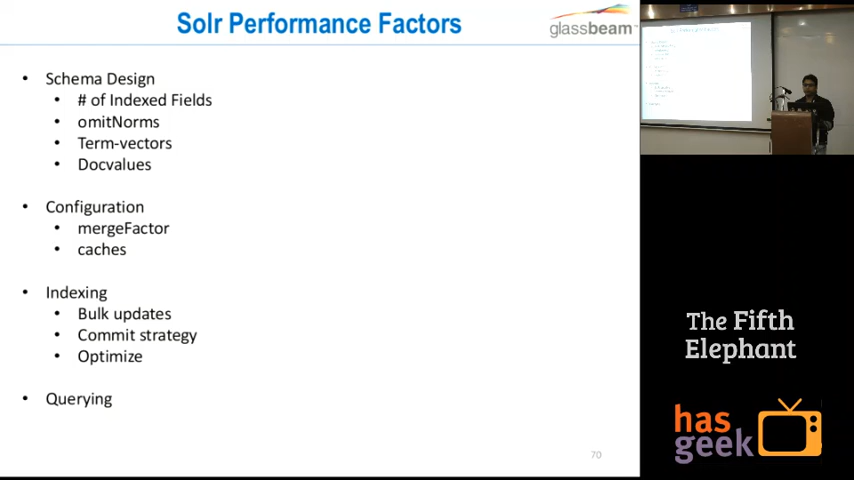 Solr Performance Factors
glassbeam
• Schema Design
• # of Indexed Fields
• omitNorms
• Term-vectors
• Docvalues
• Configuration
• mergeFactor
• caches
• Indexing
• Bulk updates
• Commit strategy
• Optimize
• Querying
70
The Fifth
Elephant
has
geek